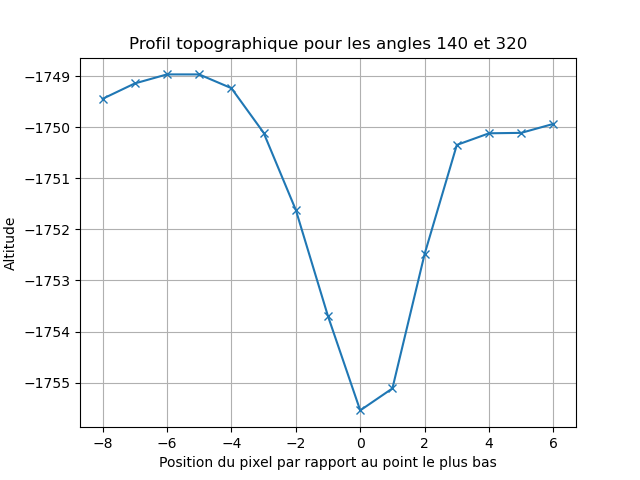 Profil topographique pour les angles 140 et 320
−1749
−1750
−1751
−1752
−1753
−1754
−1755
Altitude
−8 −6 −4 −2 0 2 4 6
Position du pixel par rapport au point le plus bas